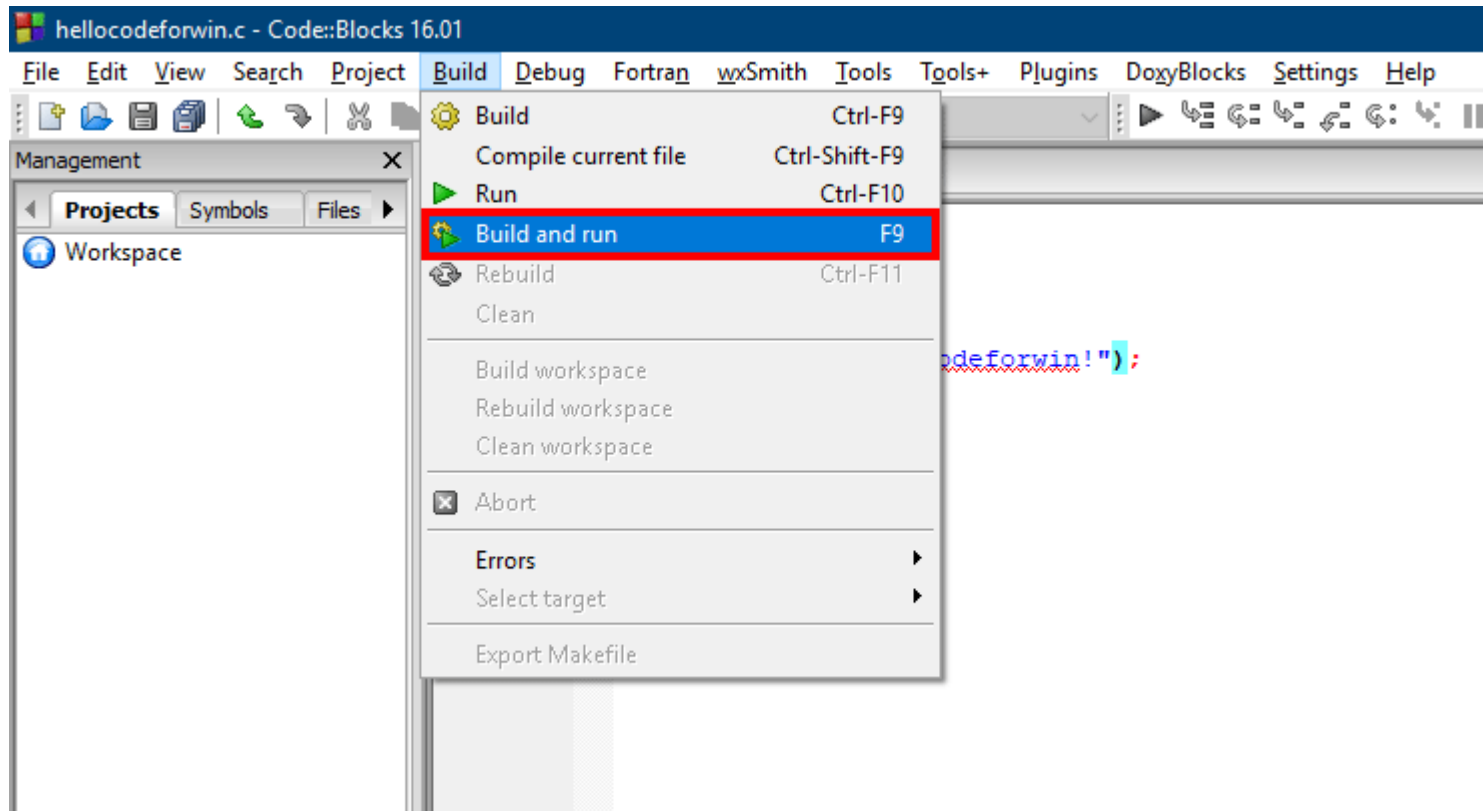 hellocodeforwin.c - Code::Blocks 16.01
File Edit View Search Project Build Debug Fortran wxSmith Tools Tools+ Plugins DoxyBlocks Settings Help
Management
Projects Symbols Files
Workspace
Build Ctrl-F9
Compile current file Ctrl-Shift-F9
Run Ctrl-F10
Build and run F9
Rebuild Ctrl-F11
Clean
Build workspace
Rebuild workspace
Clean workspace
Abort
Errors
Select target
Export Makefile
odeforwin!");